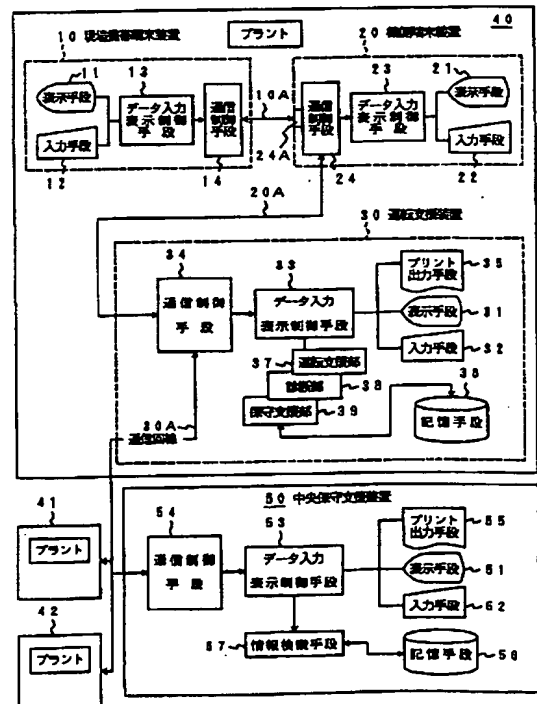 40
10 現場携帯端末装置
プラント
20 機側端末装置
11
13
表示手段
データ入力
表示制御
手段
通信
制御
手段
入力手段
12
14
10A
24A
23
21
通信
制御
手段
データ入力
表示制御
手段
表示手段
入力手段
24
22
20A
30 運転支援装置
34
33
通信制御
手段
データ入力
表示制御手段
プリント
出力手段
35
表示手段
31
入力手段
32
37
運転支援部
診断部
38
保守支援部
39
36
記憶手段
30A
通信回線
41
プラント
42
プラント
50 中央保守支援装置
54
53
通信制御
手段
データ入力
表示制御手段
プリント
出力手段
55
表示手段
51
入力手段
52
57
情報検索手段
記憶手段
56